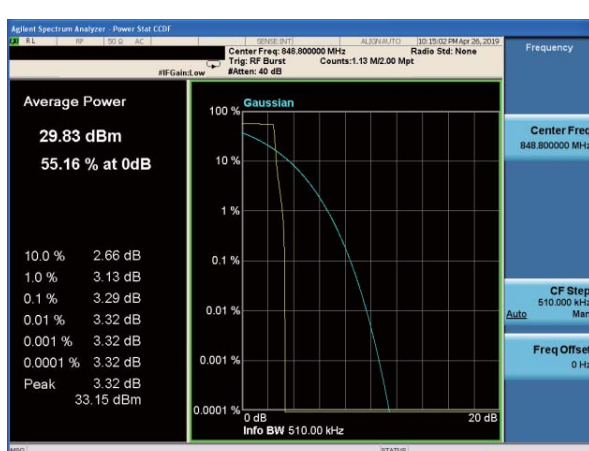 Agilent Spectrum Analyzer - Power Stat CCDF
RL RF 50 Ω AC SENSE:INT ALIGNAUTO 10:15:02 PM Apr 26, 2019
Center Freq: 848.800000 MHz Radio Std: None
Trig: RF Burst Counts:1.13 M/2.00 Mpt
#IFGain:Low #Atten: 40 dB
Frequency
Average Power
29.83 dBm
55.16 % at 0dB
10.0 % 2.66 dB
1.0 % 3.13 dB
0.1 % 3.29 dB
0.01 % 3.32 dB
0.001 % 3.32 dB
0.0001 % 3.32 dB
Peak 3.32 dB
33.15 dBm
Gaussian
100 %
10 %
1 %
0.1 %
0.01 %
0.001 %
0.0001 %
0 dB 20 dB
Info BW 510.00 kHz
Center Freq
848.800000 MHz
CF Step
510.000 kHz
Auto Man
Freq Offset
0 Hz
STATUS